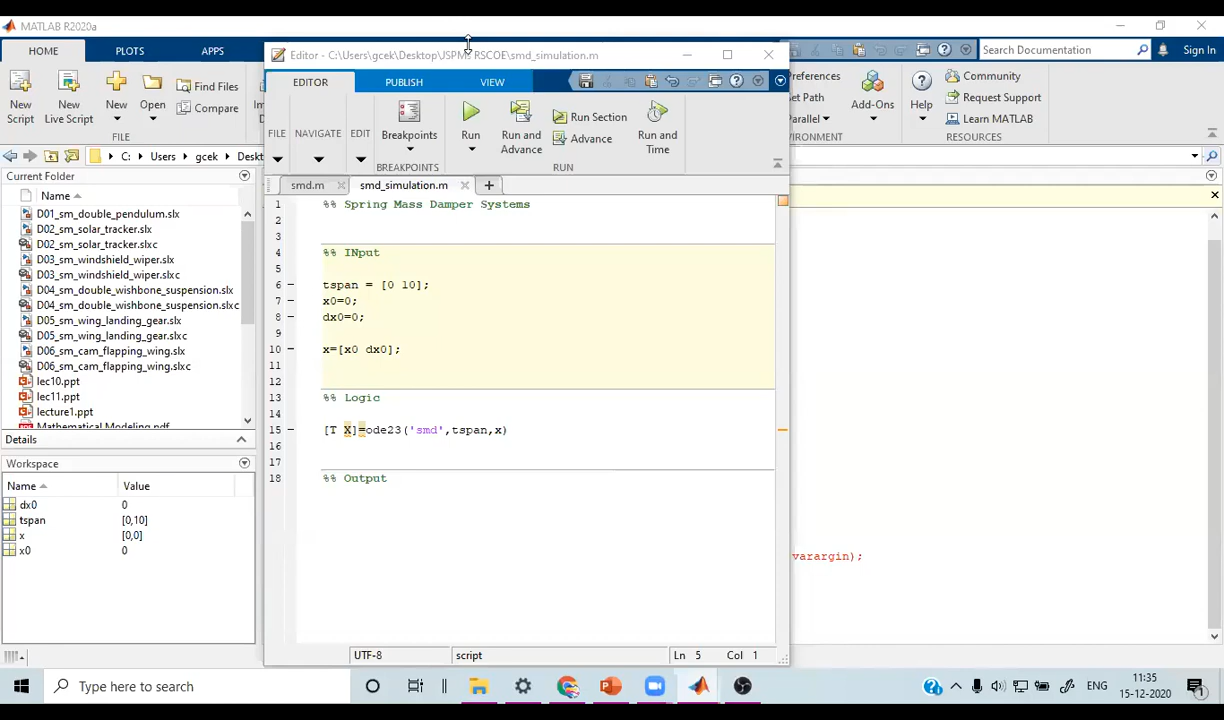 MATLAB R2020a
HOME
PLOTS
APPS
Search Documentation
Sign In
New Script
New Live Script
New
Open
Find Files
Compare
FILE
Preferences
Set Path
Parallel
Add-Ons
Help
Community
Request Support
Learn MATLAB
RESOURCES
C:
Users
gcek
Deskt
Current Folder
Name
D01_sm_double_pendulum.slx
D02_sm_solar_tracker.slx
D02_sm_solar_tracker.slxc
D03_sm_windshield_wiper.slx
D03_sm_windshield_wiper.slxc
D04_sm_double_wishbone_suspension.slx
D04_sm_double_wishbone_suspension.slxc
D05_sm_wing_landing_gear.slx
D05_sm_wing_landing_gear.slxc
D06_sm_cam_flapping_wing.slx
D06_sm_cam_flapping_wing.slxc
lec10.ppt
lec11.ppt
lecture1.ppt
Mathematical Modeling.pdf
Details
Workspace
Name
Value
dx0
0
tspan
[0,10]
x
[0,0]
x0
0
Editor - C:\Users\gcek\Desktop\JSPMs RSCOE\smd_simulation.m
EDITOR
PUBLISH
VIEW
FILE
NAVIGATE
EDIT
Breakpoints
BREAKPOINTS
Run
Run and Advance
Run Section
Advance
Run and Time
RUN
smd.m
smd_simulation.m
1 %% Spring Mass Damper Systems
2
3
4 %% INput
5
6 tspan = [0 10];
7 x0=0;
8 dx0=0;
9
10 x=[x0 dx0];
11
12
13 %% Logic
14
15 [T X]=ode23('smd',tspan,x)
16
17
18 %% Output
varargin);
UTF-8
script
Ln 5 Col 1
Type here to search
ENG
11:35
15-12-2020
1